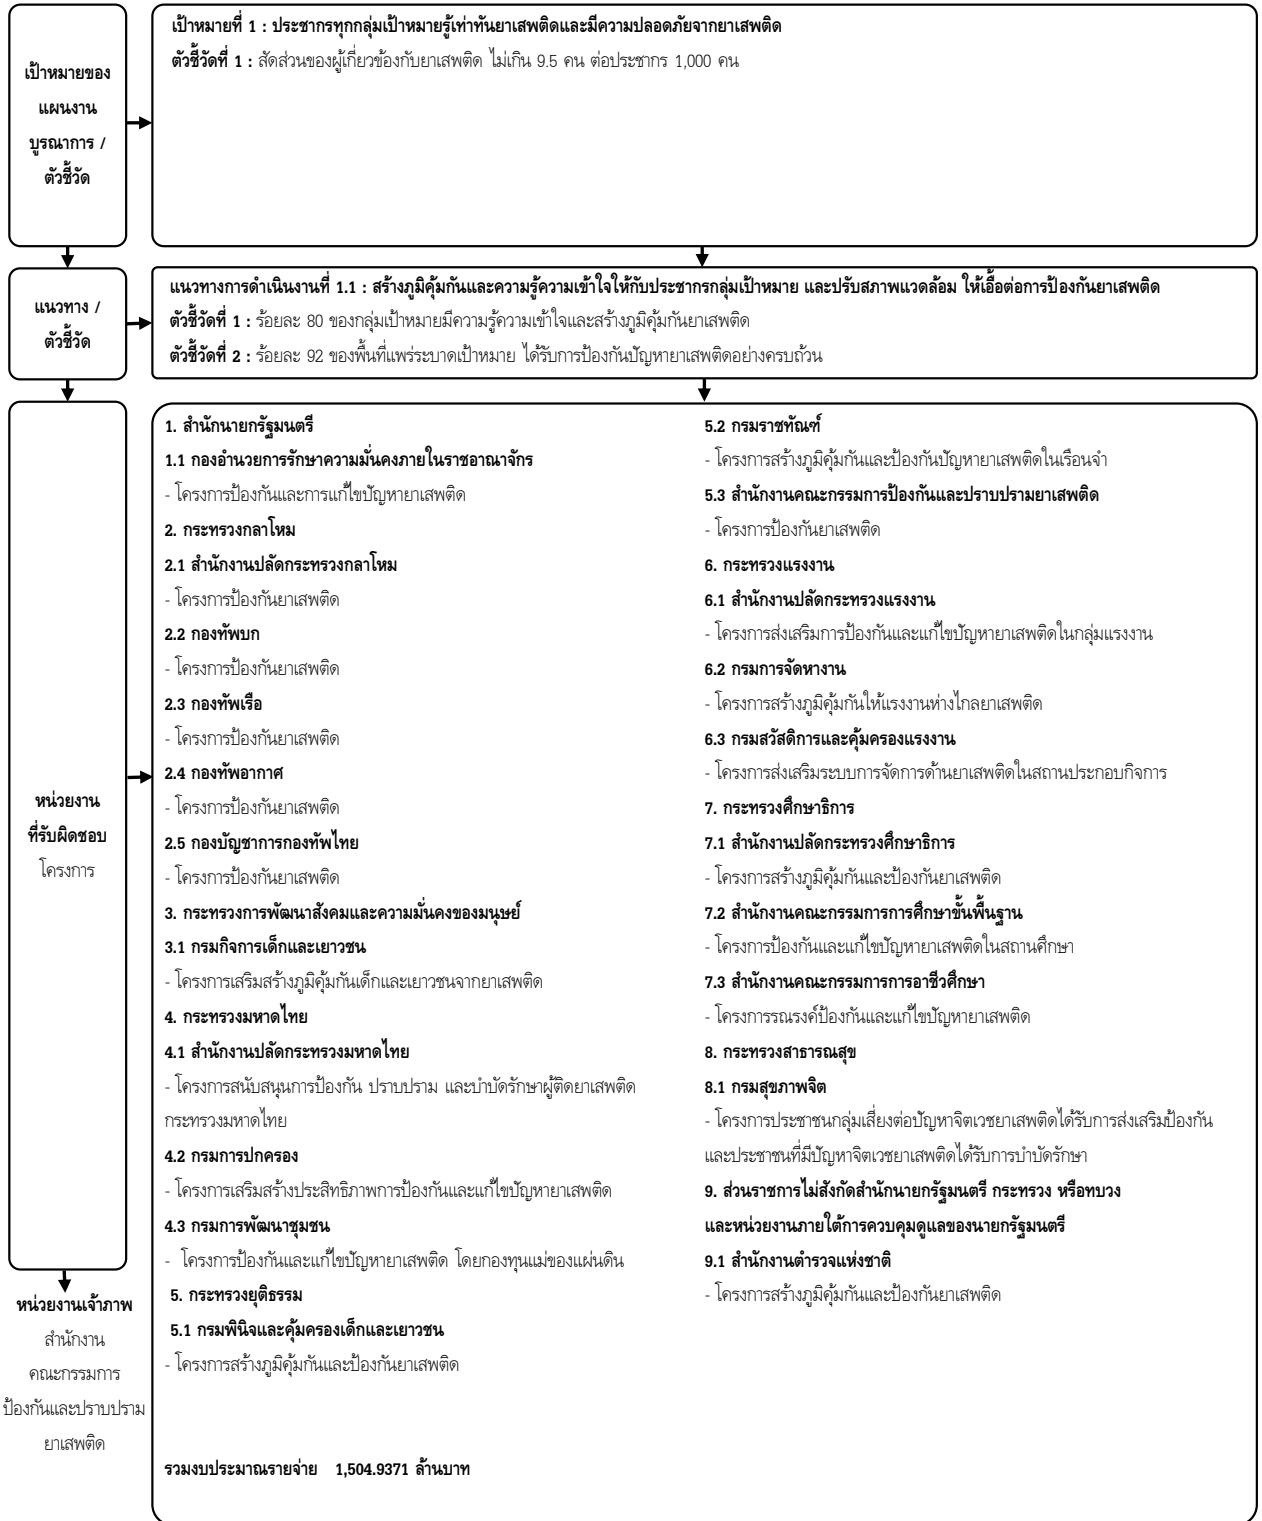 เป้าหมายของ
แผนงาน
บูรณาการ /
ตัวชี้วัด
เป้าหมายที่ 1 : ประชากรทุกกลุ่มเป้าหมายรู้เท่าทันยาเสพติดและมีความปลอดภัยจากยาเสพติด
ตัวชี้วัดที่ 1 : สัดส่วนของผู้เกี่ยวข้องกับยาเสพติด ไม่เกิน 9.5 คน ต่อประชากร 1,000 คน
แนวทาง /
ตัวชี้วัด
แนวทางการดำเนินงานที่ 1.1 : สร้างภูมิคุ้มกันและความรู้ความเข้าใจให้กับประชากรกลุ่มเป้าหมาย และปรับสภาพแวดล้อม ให้เอื้อต่อการป้องกันยาเสพติด
ตัวชี้วัดที่ 1 : ร้อยละ 80 ของกลุ่มเป้าหมายมีความรู้ความเข้าใจและสร้างภูมิคุ้มกันยาเสพติด
ตัวชี้วัดที่ 2 : ร้อยละ 92 ของพื้นที่แพร่ระบาดเป้าหมาย ได้รับการป้องกันปัญหายาเสพติดอย่างครบถ้วน
หน่วยงาน
ที่รับผิดชอบ
โครงการ
1. สำนักนายกรัฐมนตรี
1.1 กองอำนวยการรักษาความมั่นคงภายในราชอาณาจักร
- โครงการป้องกันและการแก้ไขปัญหายาเสพติด
2. กระทรวงกลาโหม
2.1 สำนักงานปลัดกระทรวงกลาโหม
- โครงการป้องกันยาเสพติด
2.2 กองทัพบก
- โครงการป้องกันยาเสพติด
2.3 กองทัพเรือ
- โครงการป้องกันยาเสพติด
2.4 กองทัพอากาศ
- โครงการป้องกันยาเสพติด
2.5 กองบัญชาการกองทัพไทย
- โครงการป้องกันยาเสพติด
3. กระทรวงการพัฒนาสังคมและความมั่นคงของมนุษย์
3.1 กรมกิจการเด็กและเยาวชน
- โครงการเสริมสร้างภูมิคุ้มกันเด็กและเยาวชนจากยาเสพติด
4. กระทรวงมหาดไทย
4.1 สำนักงานปลัดกระทรวงมหาดไทย
- โครงการสนับสนุนการป้องกัน ปราบปราม และบำบัดรักษาผู้ติดยาเสพติด
กระทรวงมหาดไทย
4.2 กรมการปกครอง
- โครงการเสริมสร้างประสิทธิภาพการป้องกันและแก้ไขปัญหายาเสพติด
4.3 กรมการพัฒนาชุมชน
- โครงการป้องกันและแก้ไขปัญหายาเสพติด โดยกองทุนแม่ของแผ่นดิน
5. กระทรวงยุติธรรม
5.1 กรมพินิจและคุ้มครองเด็กและเยาวชน
- โครงการสร้างภูมิคุ้มกันและป้องกันยาเสพติด
5.2 กรมราชทัณฑ์
- โครงการสร้างภูมิคุ้มกันและป้องกันปัญหายาเสพติดในเรือนจำ
5.3 สำนักงานคณะกรรมการป้องกันและปราบปรามยาเสพติด
- โครงการป้องกันยาเสพติด
6. กระทรวงแรงงาน
6.1 สำนักงานปลัดกระทรวงแรงงาน
- โครงการส่งเสริมการป้องกันและแก้ไขปัญหายาเสพติดในกลุ่มแรงงาน
6.2 กรมการจัดหางาน
- โครงการสร้างภูมิคุ้มกันให้แรงงานห่างไกลยาเสพติด
6.3 กรมสวัสดิการและคุ้มครองแรงงาน
- โครงการส่งเสริมระบบการจัดการด้านยาเสพติดในสถานประกอบกิจการ
7. กระทรวงศึกษาธิการ
7.1 สำนักงานปลัดกระทรวงศึกษาธิการ
- โครงการสร้างภูมิคุ้มกันและป้องกันยาเสพติด
7.2 สำนักงานคณะกรรมการการศึกษาขั้นพื้นฐาน
- โครงการป้องกันและแก้ไขปัญหายาเสพติดในสถานศึกษา
7.3 สำนักงานคณะกรรมการการอาชีวศึกษา
- โครงการรณรงค์ป้องกันและแก้ไขปัญหายาเสพติด
8. กระทรวงสาธารณสุข
8.1 กรมสุขภาพจิต
- โครงการประชาชนกลุ่มเสี่ยงต่อปัญหาจิตเวชยาเสพติดได้รับการส่งเสริมป้องกัน
และประชาชนที่มีปัญหาจิตเวชยาเสพติดได้รับการบำบัดรักษา
9. ส่วนราชการไม่สังกัดสำนักนายกรัฐมนตรี กระทรวง หรือทบวง
และหน่วยงานภายใต้การควบคุมดูแลของนายกรัฐมนตรี
9.1 สำนักงานตำรวจแห่งชาติ
- โครงการสร้างภูมิคุ้มกันและป้องกันยาเสพติด
รวมงบประมาณรายจ่าย 1,504.9371 ล้านบาท
หน่วยงานเจ้าภาพ
สำนักงาน
คณะกรรมการ
ป้องกันและปราบปราม
ยาเสพติด